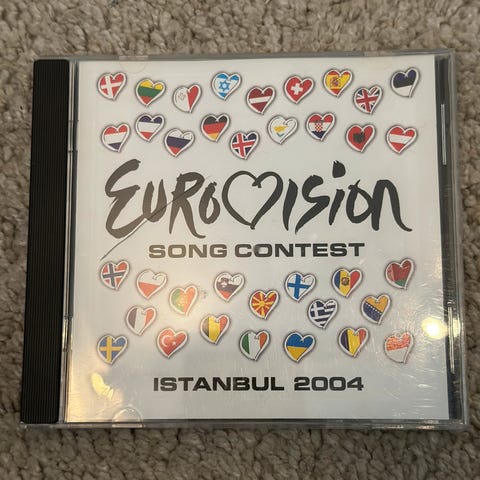 EUROVISION
SONG CONTEST
ISTANBUL 2004